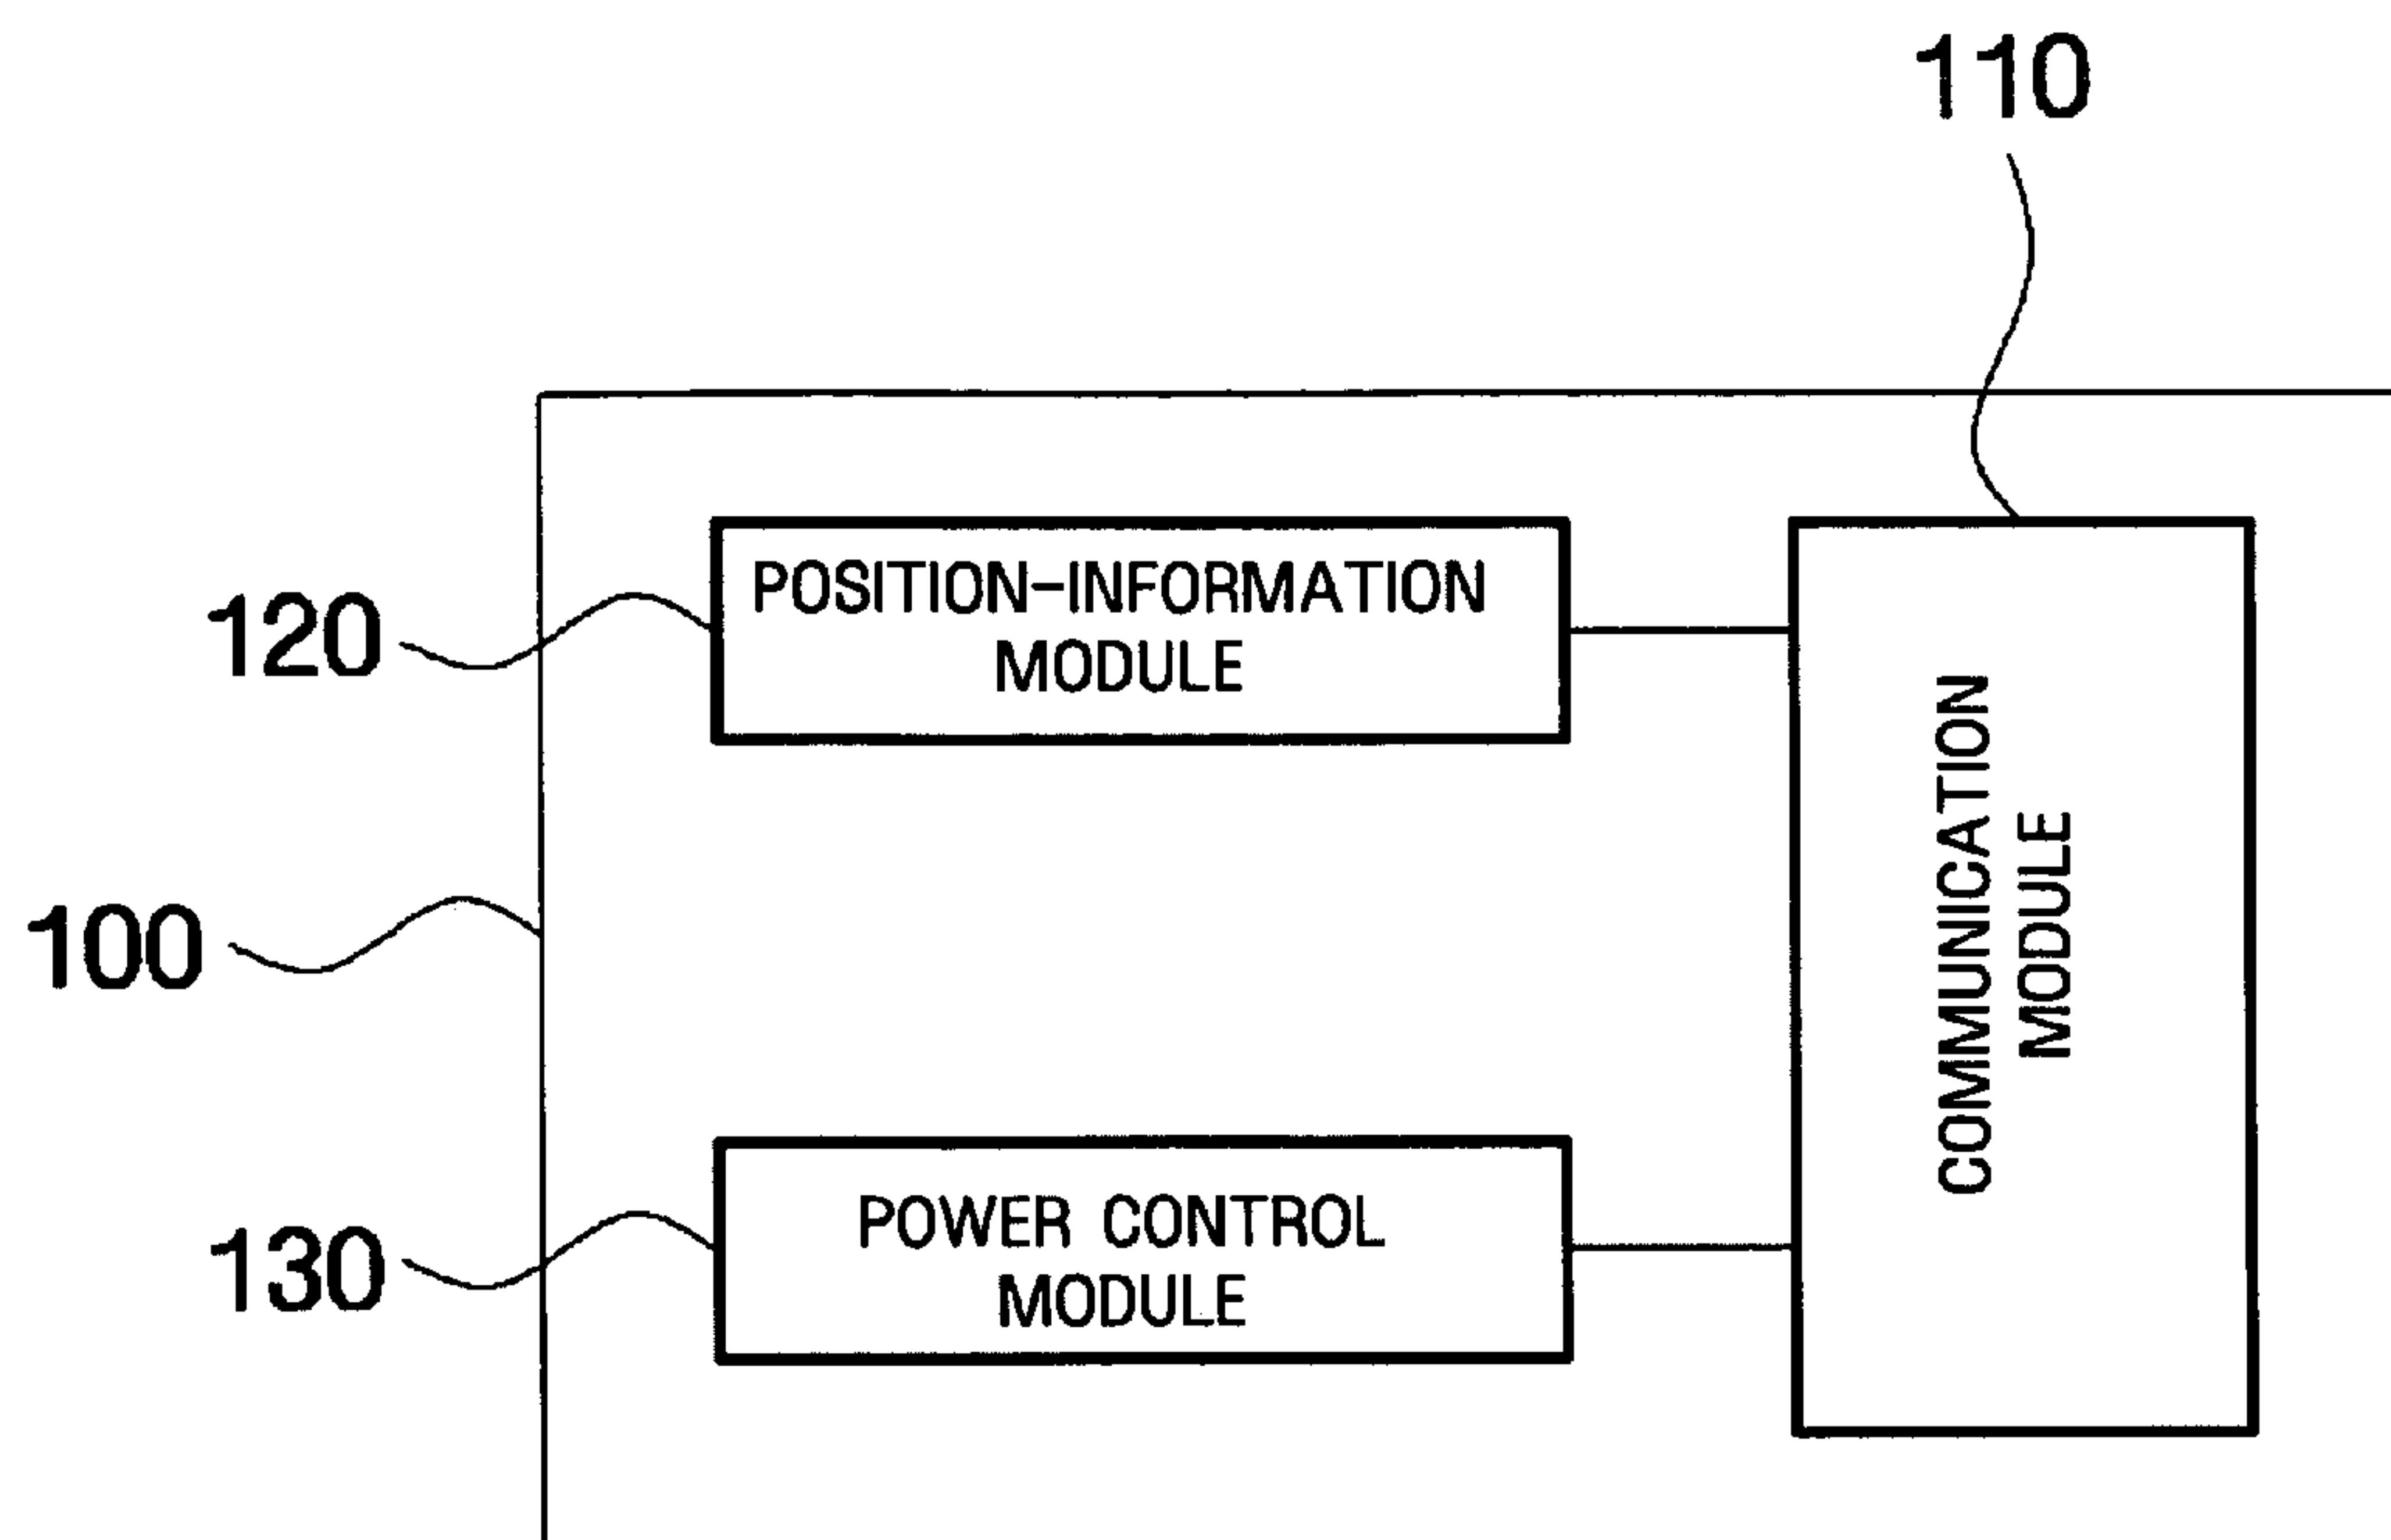 110
120
POSITION-INFORMATION
MODULE
COMMUNICATION
MODULE
100
130
POWER CONTROL
MODULE